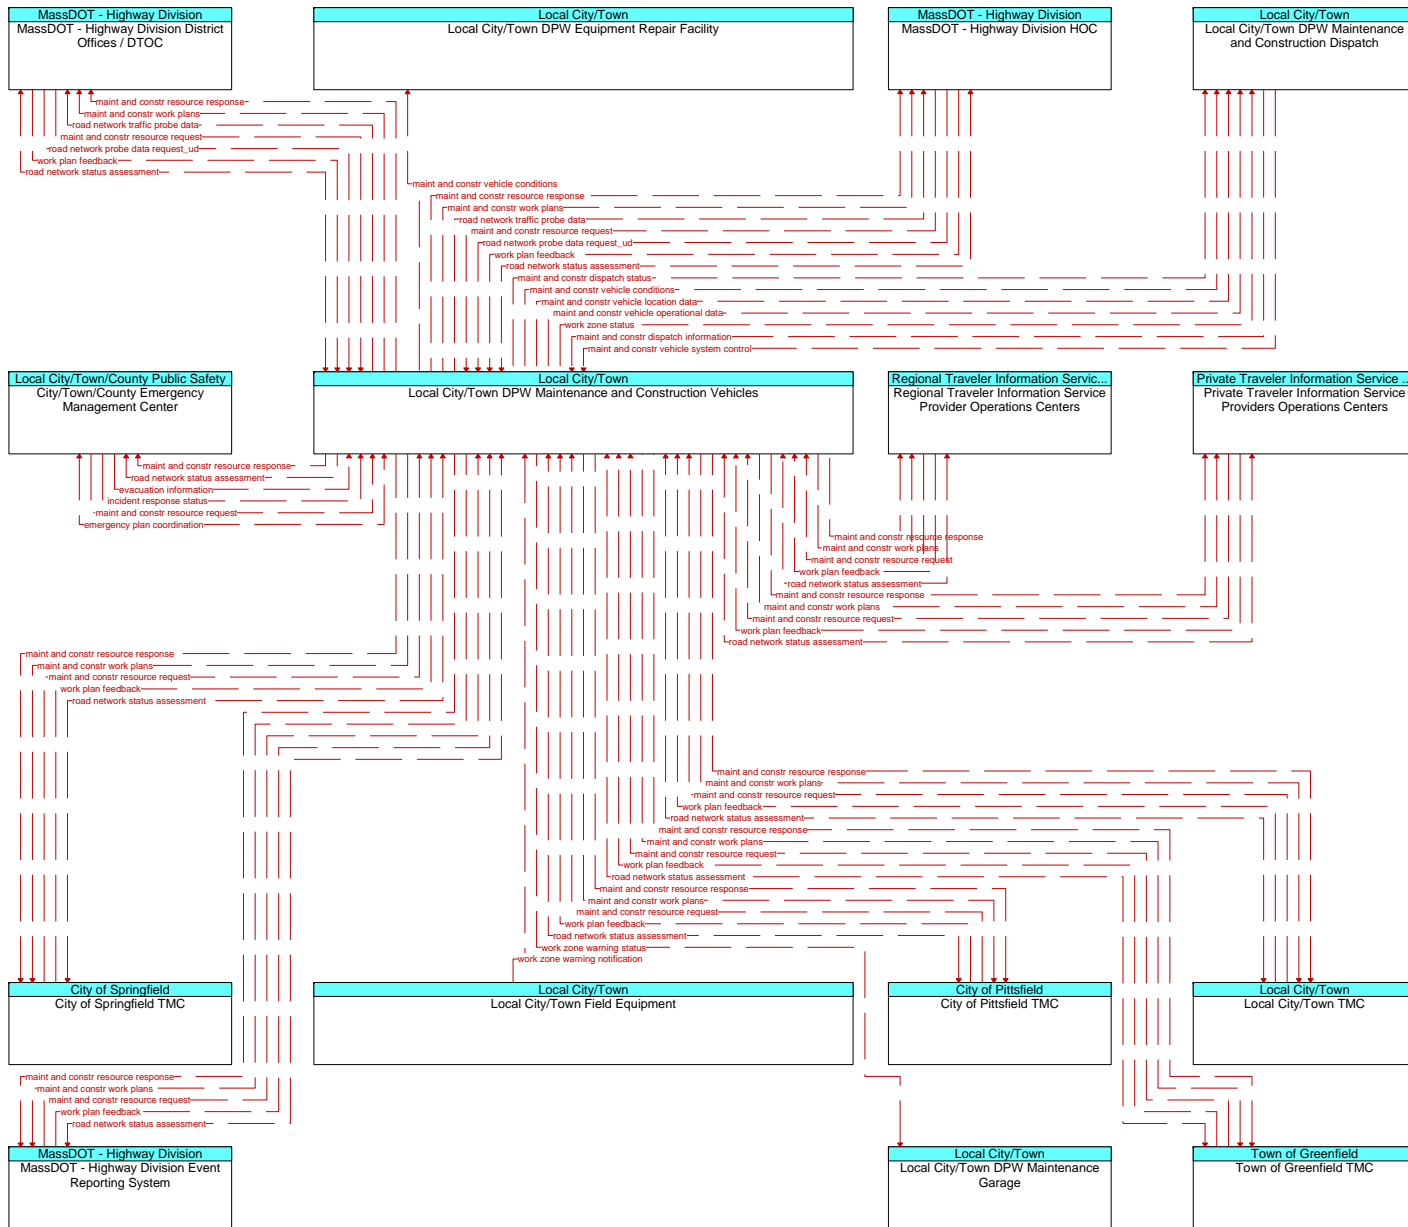 MassDOT - Highway Division
MassDOT - Highway Division District
Offices / DTOC
Local City/Town
Local City/Town DPW Equipment Repair Facility
MassDOT - Highway Division
MassDOT - Highway Division HOC
Local City/Town
Local City/Town DPW Maintenance
and Construction Dispatch
maint and constr resource response
maint and constr work plans
road network traffic probe data
maint and constr resource request
road network probe data request_ud
work plan feedback
road network status assessment
maint and constr vehicle conditions
maint and constr resource response
maint and constr work plans
road network traffic probe data
maint and constr resource request
road network probe data request_ud
work plan feedback
road network status assessment
maint and constr dispatch status
maint and constr vehicle conditions
maint and constr vehicle location data
maint and constr vehicle operational data
work zone status
maint and constr dispatch information
maint and constr vehicle system control
Local City/Town/County Public Safety
City/Town/County Emergency
Management Center
Local City/Town
Local City/Town DPW Maintenance and Construction Vehicles
Regional Traveler Information Servic...
Regional Traveler Information Service
Provider Operations Centers
Private Traveler Information Service ...
Private Traveler Information Service
Providers Operations Centers
maint and constr resource response
road network status assessment
evacuation information
incident response status
maint and constr resource request
emergency plan coordination
maint and constr resource response
maint and constr work plans
maint and constr resource request
work plan feedback
road network status assessment
maint and constr resource response
maint and constr work plans
maint and constr resource request
work plan feedback
road network status assessment
maint and constr resource response
maint and constr work plans
maint and constr resource request
work plan feedback
road network status assessment
maint and constr resource response
maint and constr work plans
maint and constr resource request
work plan feedback
road network status assessment
maint and constr resource response
maint and constr work plans
maint and constr resource request
work plan feedback
road network status assessment
maint and constr resource response
maint and constr work plans
maint and constr resource request
work plan feedback
road network status assessment
work zone warning status
work zone warning notification
City of Springfield
City of Springfield TMC
Local City/Town
Local City/Town Field Equipment
City of Pittsfield
City of Pittsfield TMC
Local City/Town
Local City/Town TMC
maint and constr resource response
maint and constr work plans
maint and constr resource request
work plan feedback
road network status assessment
MassDOT - Highway Division
MassDOT - Highway Division Event
Reporting System
Local City/Town
Local City/Town DPW Maintenance
Garage
Town of Greenfield
Town of Greenfield TMC